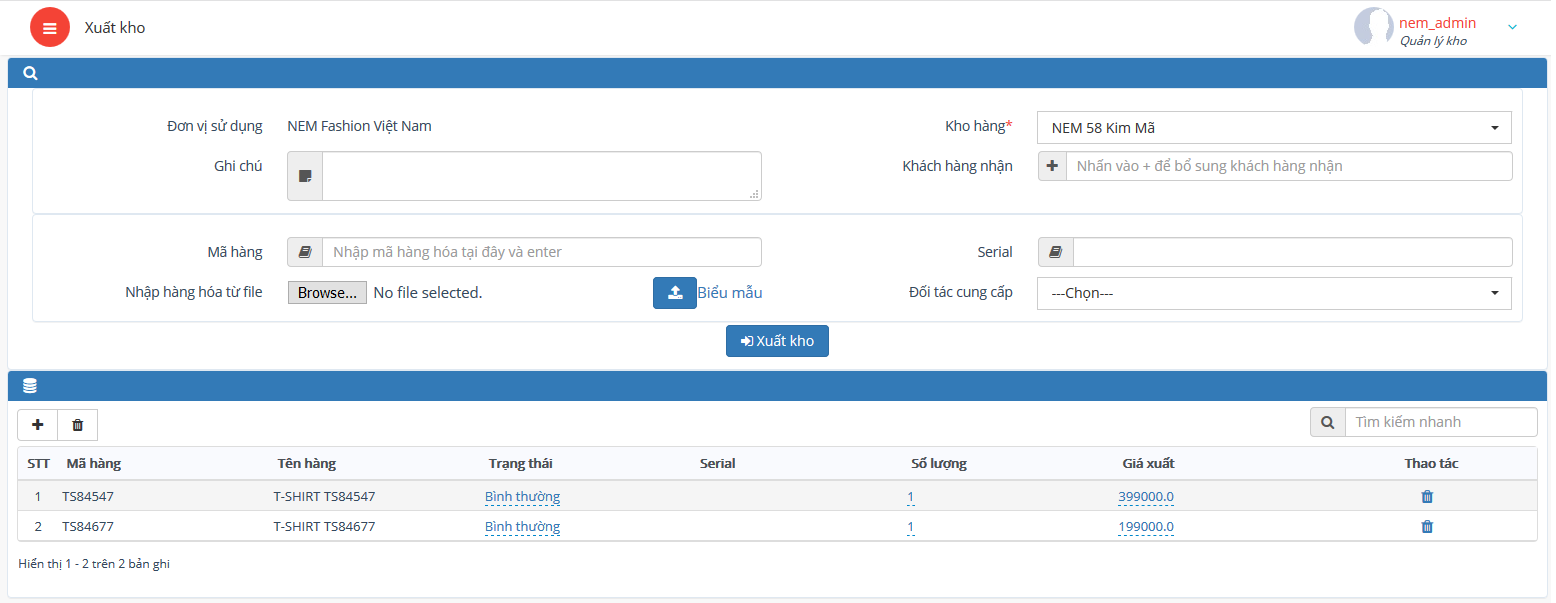 Xuất kho
nem_admin
Quản lý kho
Đơn vị sử dụng NEM Fashion Việt Nam Kho hàng* NEM 58 Kim Mã
Ghi chú Khách hàng nhận Nhấn vào + để bổ sung khách hàng nhận
Mã hàng Nhập mã hàng hóa tại đây và enter Serial
Nhập hàng hóa từ file Browse... No file selected. Biểu mẫu Đối tác cung cấp ---Chọn---
Xuất kho
Tìm kiếm nhanh
STT Mã hàng Tên hàng Trạng thái Serial Số lượng Giá xuất Thao tác
1 TS84547 T-SHIRT TS84547 Bình thường 1 399000.0
2 TS84677 T-SHIRT TS84677 Bình thường 1 199000.0
Hiển thị 1 - 2 trên 2 bản ghi